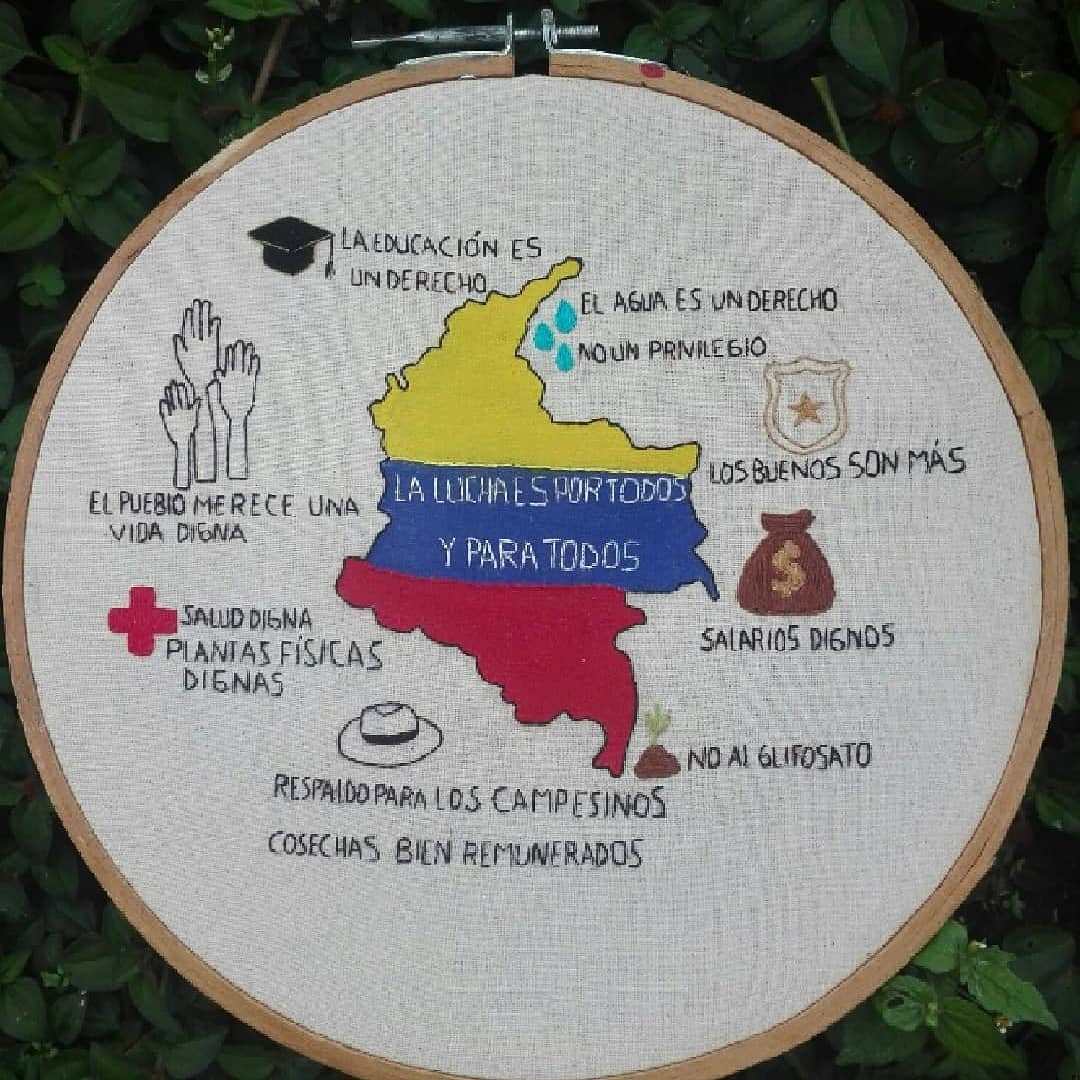 LA EDUCACIÓN ES
UN DERECHO
EL AGUA ES UN DERECHO
NO UN PRIVILEGIO
LOS BUENOS SON MÁS
EL PUEBLO MERECE UNA
VIDA DIGNA
LA LUCHA ES POR TODOS
Y PARA TODOS
SALUD DIGNA
PLANTAS FÍSICAS
DIGNAS
$
SALARIOS DIGNOS
NO AL GLIFOSATO
RESPALDO PARA LOS CAMPESINOS
COSECHAS BIEN REMUNERADOS